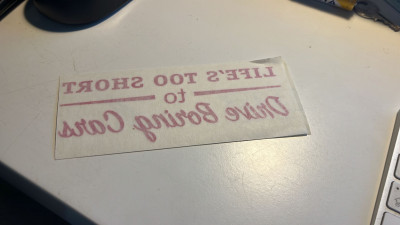 LIFE'S TOO SHORT
to
Drive Boring Cars